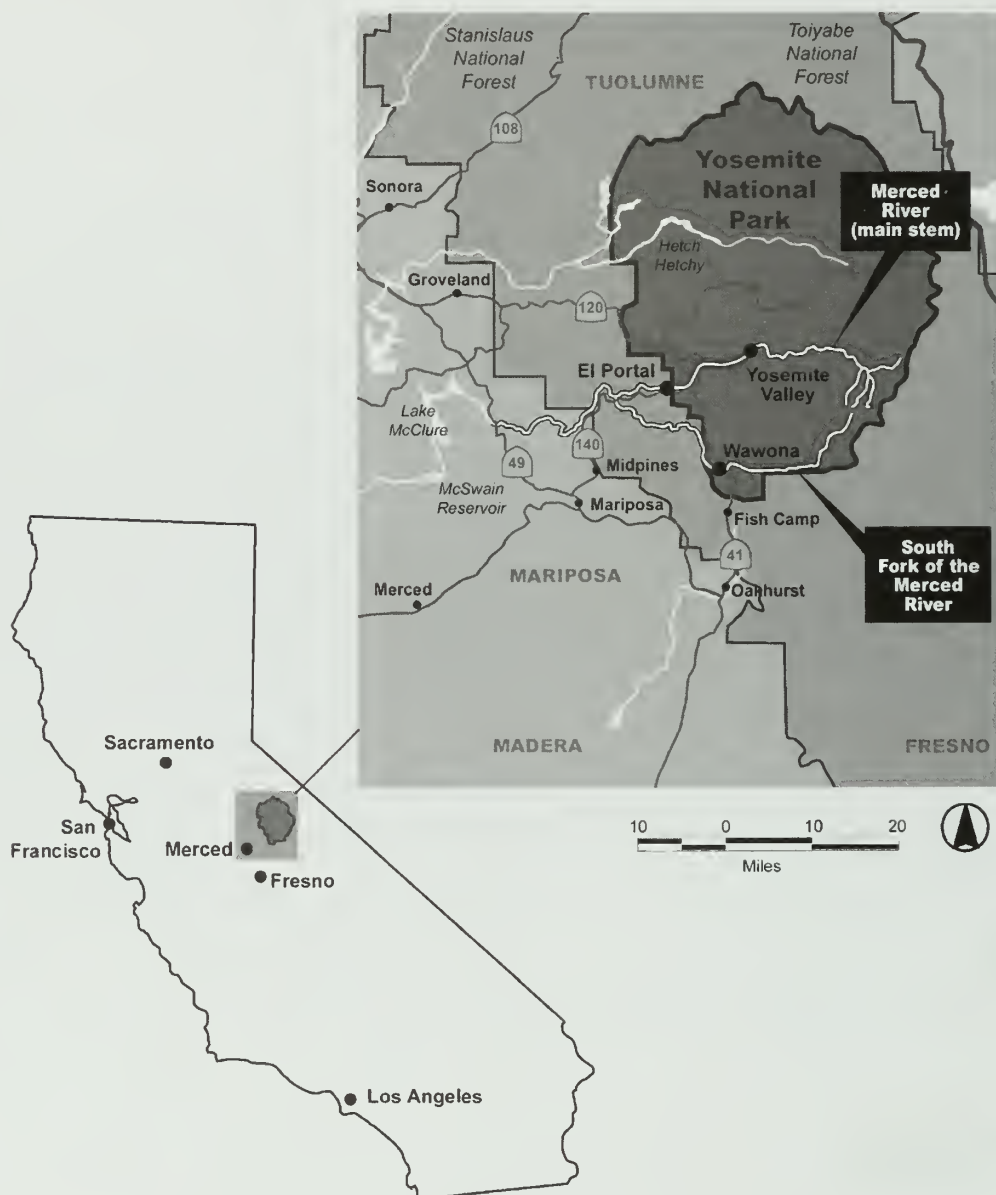 Stanislaus
National
Forest
Toiyabe
National
Forest
TUOLUMNE
108
Yosemite
National
Park
Sonora
Merced
River
(main stem)
Hetch
Hetchy
Groveland
120
El Portal
Yosemite
Valley
Lake
McClure
Wawona
140
49
Midpines
McSwain
Reservoir
Mariposa
Fish Camp
41
South
Fork of the
Merced
River
MARIPOSA
Merced
Oakhurst
MADERA
FRESNO
10 0 10 20
Miles
Sacramento
San
Francisco
Merced
Fresno
Los Angeles